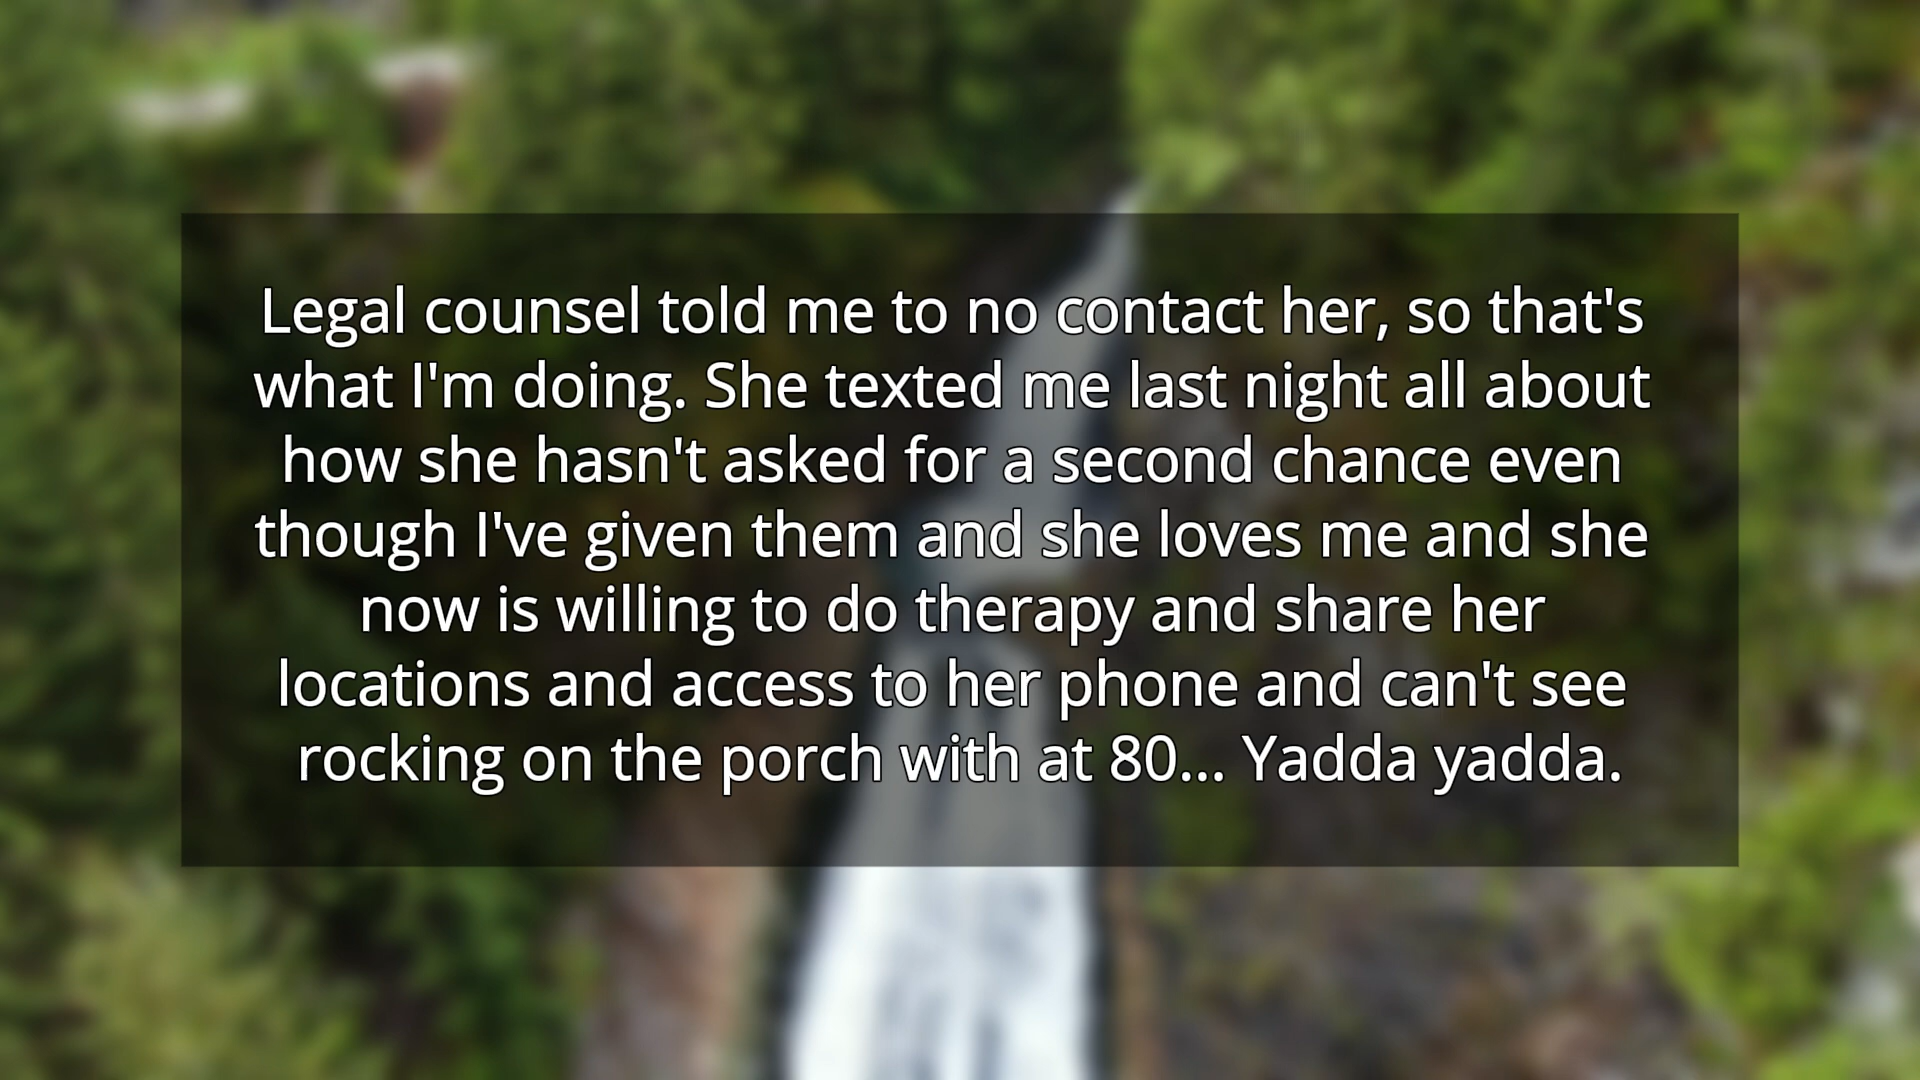 Legal counsel told me to no contact her, so that's
what I'm doing. She texted me last night all about
how she hasn't asked for a second chance even
though I've given them and she loves me and she
now is willing to do therapy and share her
locations and access to her phone and can't see
rocking on the porch with at 80... Yadda yadda.